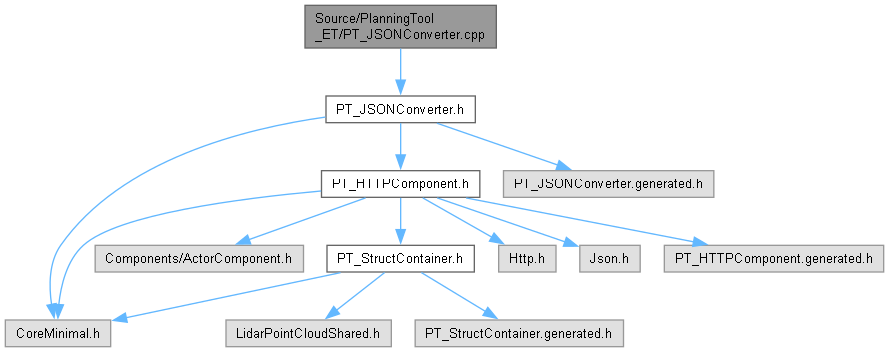 Source/PlanningTool
_ET/PT_JSONConverter.cpp
PT_JSONConverter.h
PT_HTTPComponent.h
PT_JSONConverter.generated.h
Components/ActorComponent.h
PT_StructContainer.h
Http.h
Json.h
PT_HTTPComponent.generated.h
CoreMinimal.h
LidarPointCloudShared.h
PT_StructContainer.generated.h